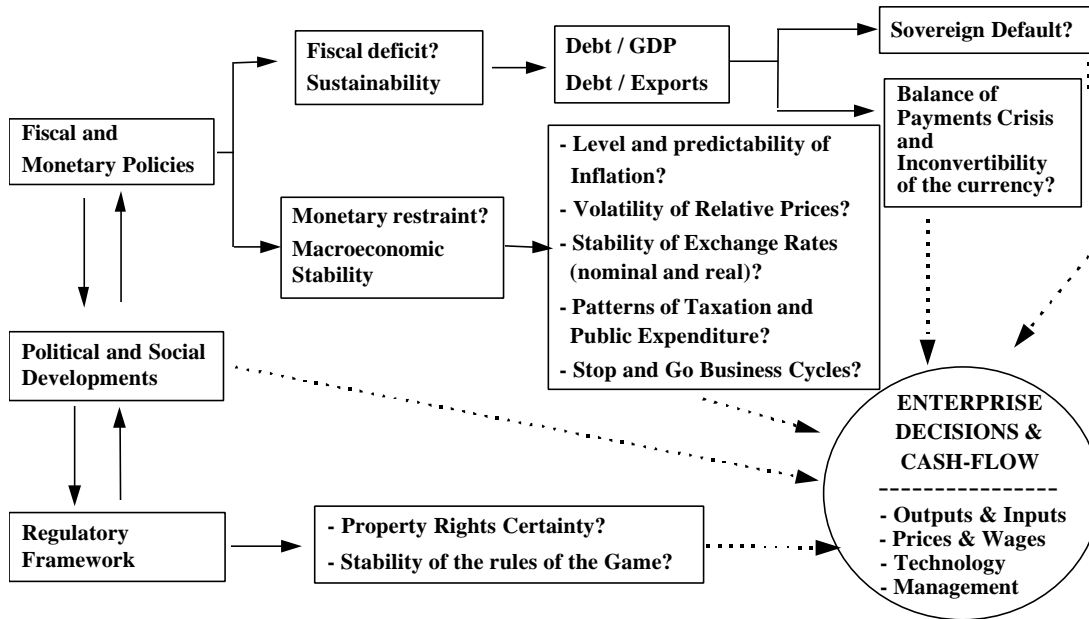 Fiscal and
Monetary Policies
Fiscal deficit?
Sustainability
Debt / GDP
Debt / Exports
Sovereign Default?
Balance of
Payments Crisis
and
Inconvertibility
of the currency?
Monetary restraint?
Macroeconomic
Stability
- Level and predictability of
Inflation?
- Volatility of Relative Prices?
- Stability of Exchange Rates
(nominal and real)?
- Patterns of Taxation and
Public Expenditure?
- Stop and Go Business Cycles?
Political and Social
Developments
Regulatory
Framework
- Property Rights Certainty?
- Stability of the rules of the Game?
ENTERPRISE
DECISIONS &
CASH-FLOW
-----------------
- Outputs & Inputs
- Prices & Wages
- Technology
- Management